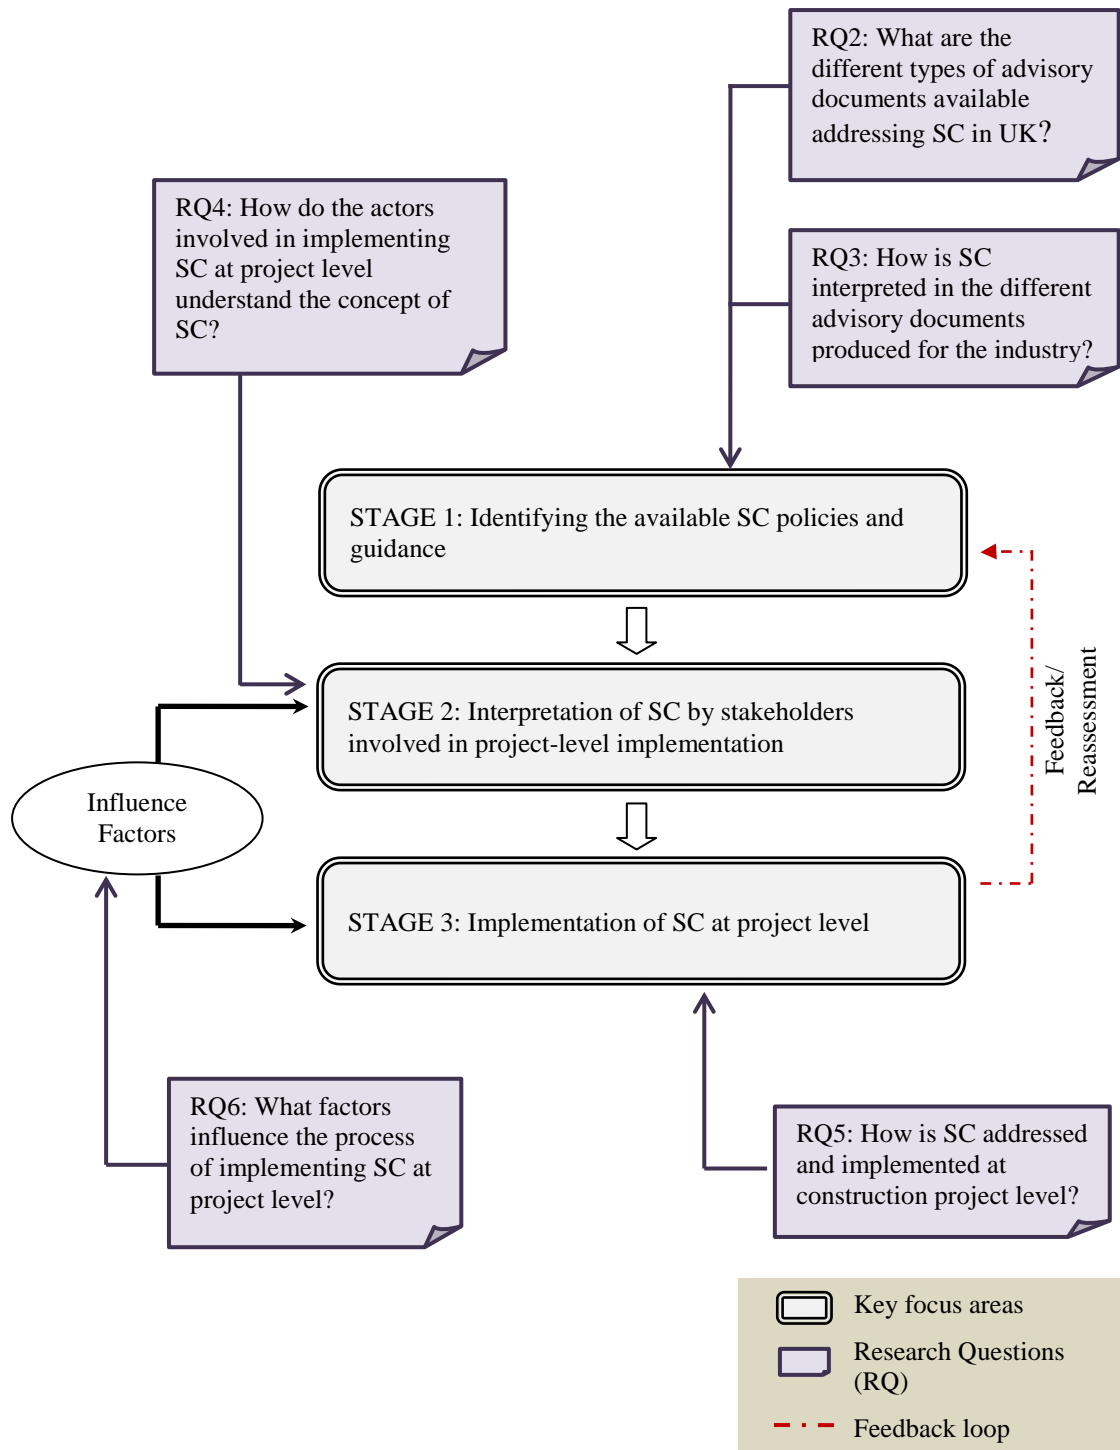 RQ2: What are the
different types of advisory
documents available
addressing SC in UK?
RQ4: How do the actors
involved in implementing
SC at project level
understand the concept of
SC?
RQ3: How is SC
interpreted in the different
advisory documents
produced for the industry?
STAGE 1: Identifying the available SC policies and
guidance
STAGE 2: Interpretation of SC by stakeholders
involved in project-level implementation
Feedback/
Reassessment
Influence
Factors
STAGE 3: Implementation of SC at project level
RQ6: What factors
influence the process
of implementing SC at
project level?
RQ5: How is SC addressed
and implemented at
construction project level?
Key focus areas
Research Questions
(RQ)
Feedback loop